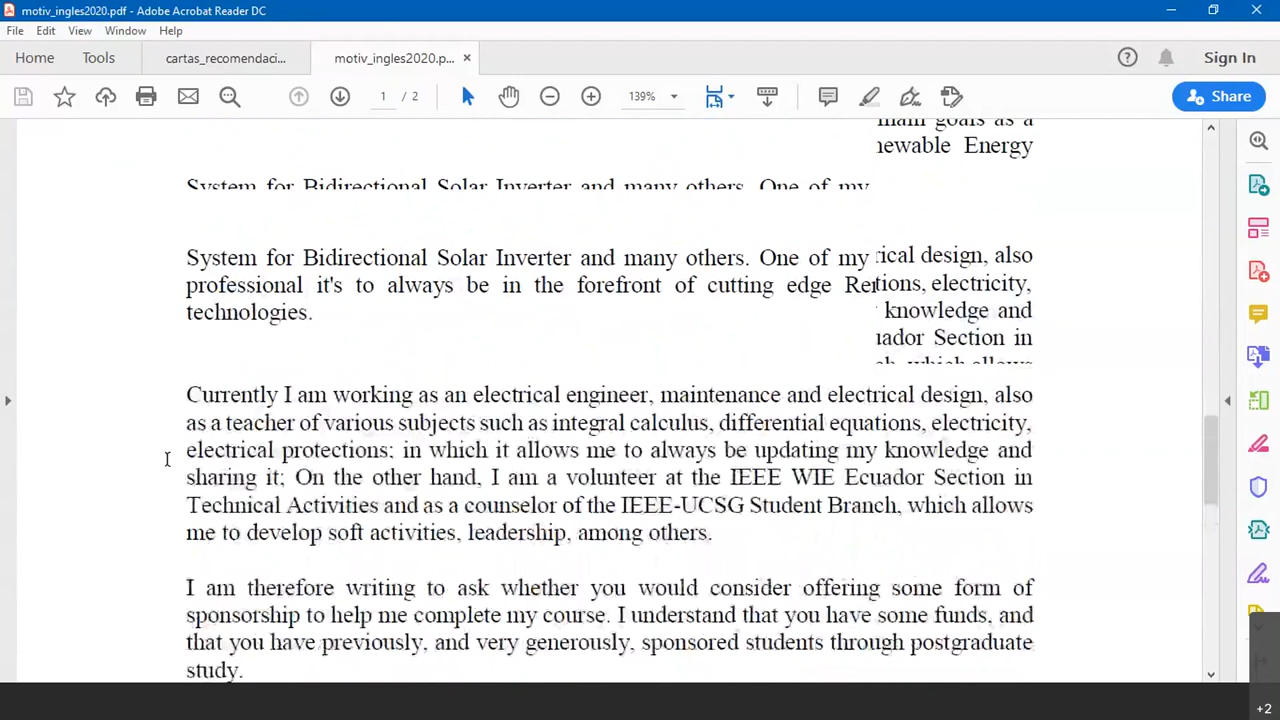 motiv_ingles2020.pdf - Adobe Acrobat Reader DC
File Edit View Window Help
Home Tools cartas_recomendaci... motiv_ingles2020.p... ×
Sign In
1 / 2 139% Share
main goals as a
newable Energy
System for Bidirectional Solar Inverter and many others. One of my
System for Bidirectional Solar Inverter and many others. One of my rical design, also
professional it's to always be in the forefront of cutting edge Rer tions, electricity,
technologies. knowledge and
uador Section in
ch, which allows
Currently I am working as an electrical engineer, maintenance and electrical design, also
as a teacher of various subjects such as integral calculus, differential equations, electricity,
electrical protections; in which it allows me to always be updating my knowledge and
sharing it; On the other hand, I am a volunteer at the IEEE WIE Ecuador Section in
Technical Activities and as a counselor of the IEEE-UCSG Student Branch, which allows
me to develop soft activities, leadership, among others.
I am therefore writing to ask whether you would consider offering some form of
sponsorship to help me complete my course. I understand that you have some funds, and
that you have previously, and very generously, sponsored students through postgraduate
study.
+2